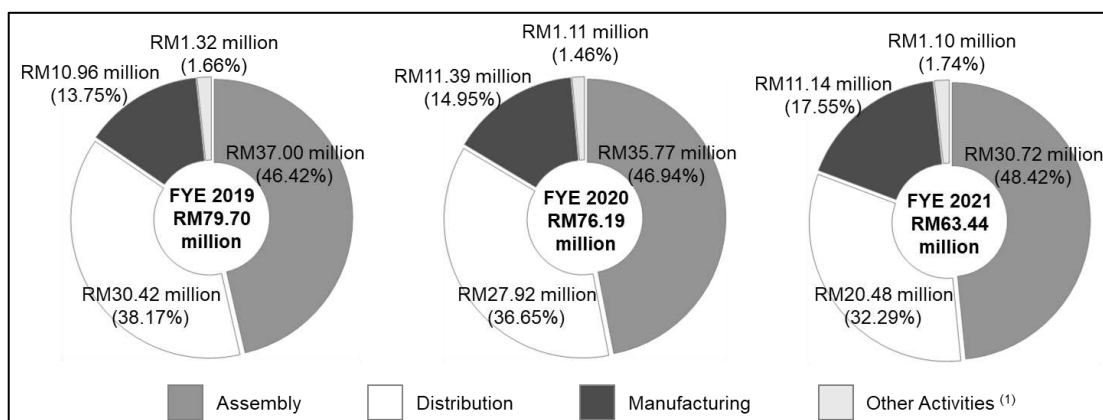 RM1.32 million
(1.66%)
RM10.96 million
(13.75%)
RM37.00 million
(46.42%)
FYE 2019
RM79.70
million
RM30.42 million
(38.17%)
RM1.11 million
(1.46%)
RM11.39 million
(14.95%)
RM35.77 million
(46.94%)
FYE 2020
RM76.19
million
RM27.92 million
(36.65%)
RM1.10 million
(1.74%)
RM11.14 million
(17.55%)
RM30.72 million
(48.42%)
FYE 2021
RM63.44
million
RM20.48 million
(32.29%)
Assembly Distribution Manufacturing Other Activities (1)